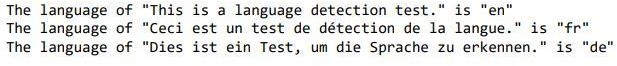 The language of "This is a language detection test." is "en"
The language of "Ceci est un test de détection de la langue." is "fr"
The language of "Dies ist ein Test, um die Sprache zu erkennen." is "de"